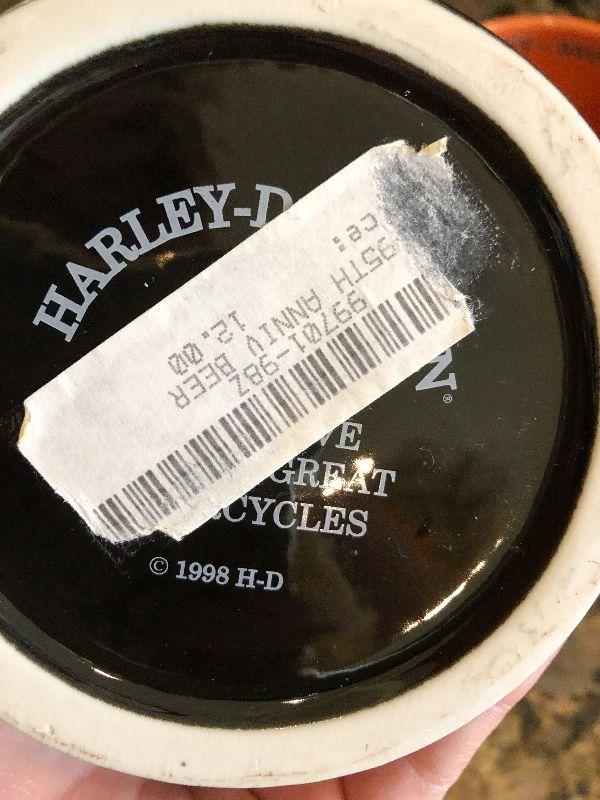 HARLEY-D N®
VE
GREAT
CYCLES
© 1998 H-D
99701-98Z
95TH ANNIV BEER
ce: 12.00